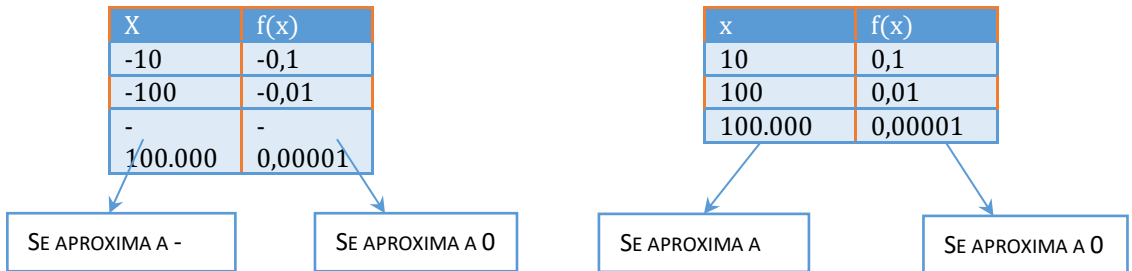 X f(x)
-10 -0,1
-100 -0,01
- -
100.000 0,00001
SE APROXIMA A -
SE APROXIMA A 0
x f(x)
10 0,1
100 0,01
100.000 0,00001
SE APROXIMA A
SE APROXIMA A 0